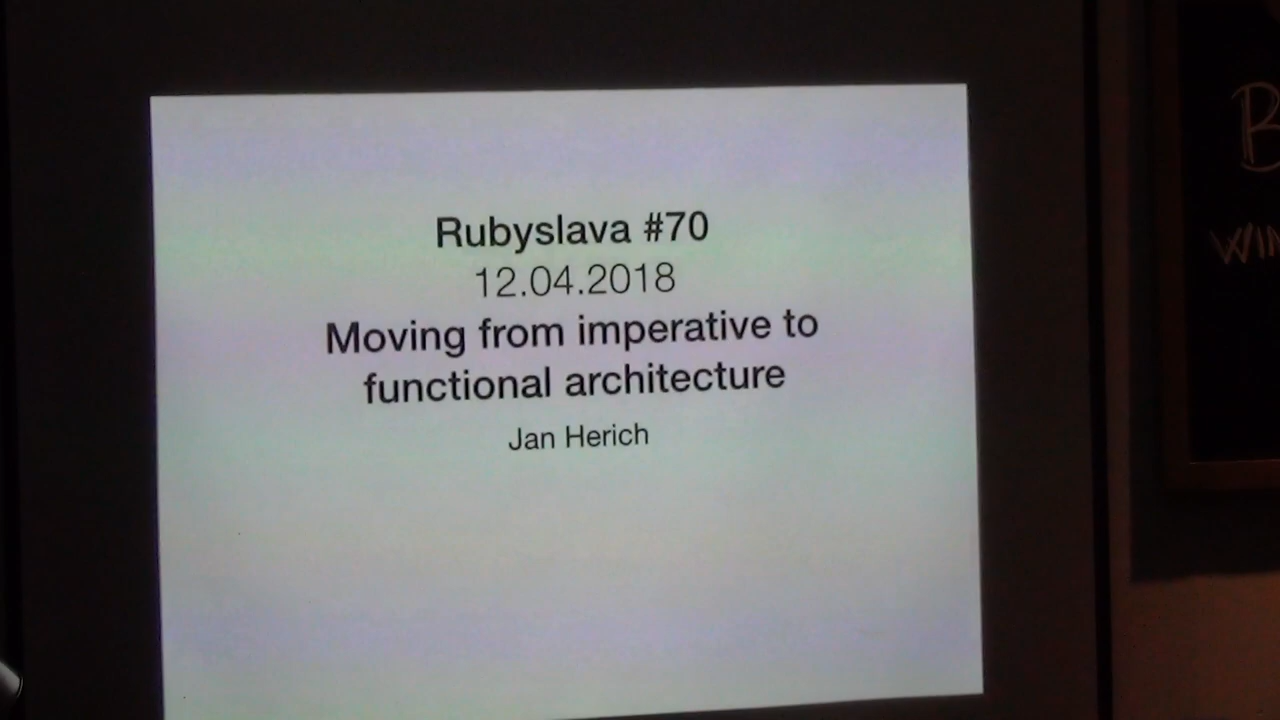 Rubyslava #70
12.04.2018
Moving from imperative to
functional architecture
Jan Herich